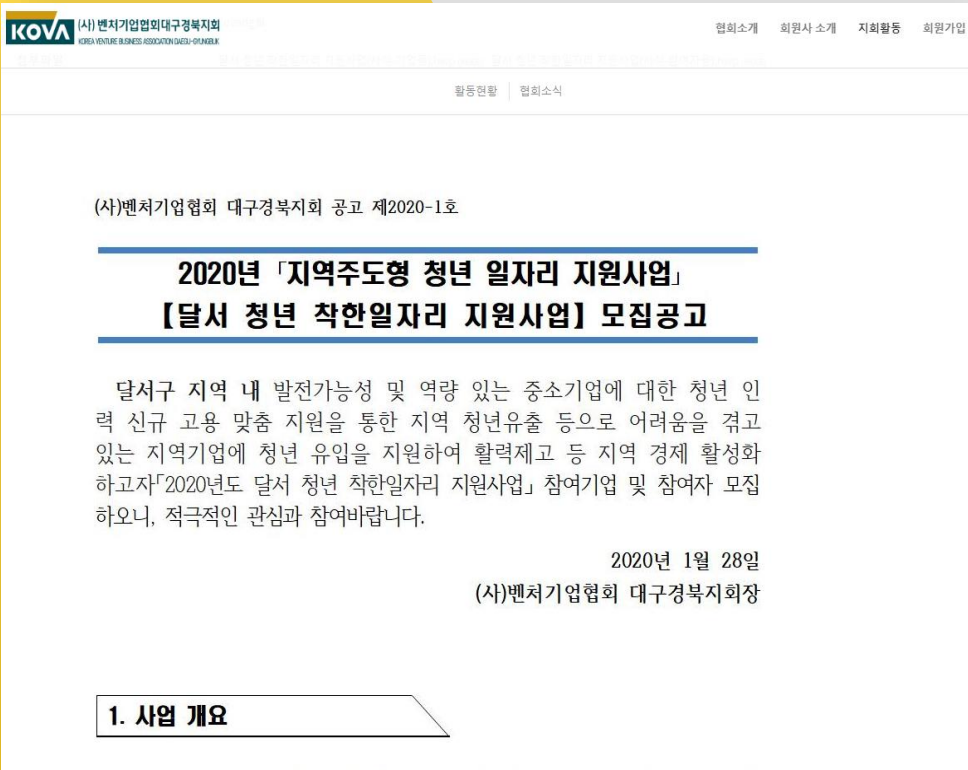 KOVA (사) 벤처기업협회대구경북지회
KOREA VENTURE BUSINESS ASSOCIATION DAEGU-GYUNGBUK
협회소개 회원사 소개 지회활동 회원가입
활동현황 협회소식
(사)벤처기업협회 대구경북지회 공고 제2020-1호
2020년 「지역주도형 청년 일자리 지원사업」
【달서 청년 착한일자리 지원사업】 모집공고
달서구 지역 내 발전가능성 및 역량 있는 중소기업에 대한 청년 인
력 신규 고용 맞춤 지원을 통한 지역 청년유출 등으로 어려움을 겪고
있는 지역기업에 청년 유입을 지원하여 활력제고 등 지역 경제 활성화
하고자「2020년도 달서 청년 착한일자리 지원사업」 참여기업 및 참여자 모집
하오니, 적극적인 관심과 참여바랍니다.
2020년 1월 28일
(사)벤처기업협회 대구경북지회장
1. 사업 개요